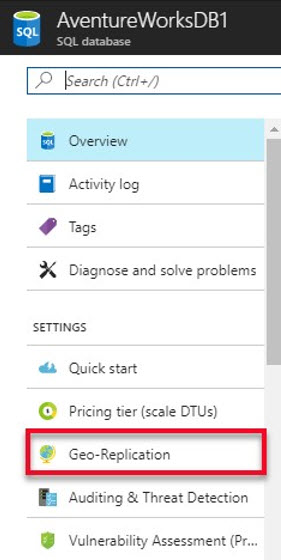 AventureWorksDB1
SQL
SQL database
Search (Ctrl+/)
SQL
Overview
Activity log
Tags
Diagnose and solve problems
SETTINGS
Quick start
Pricing tier (scale DTUs)
Geo-Replication
Auditing & Threat Detection
Vulnerability Assessment (Pr...